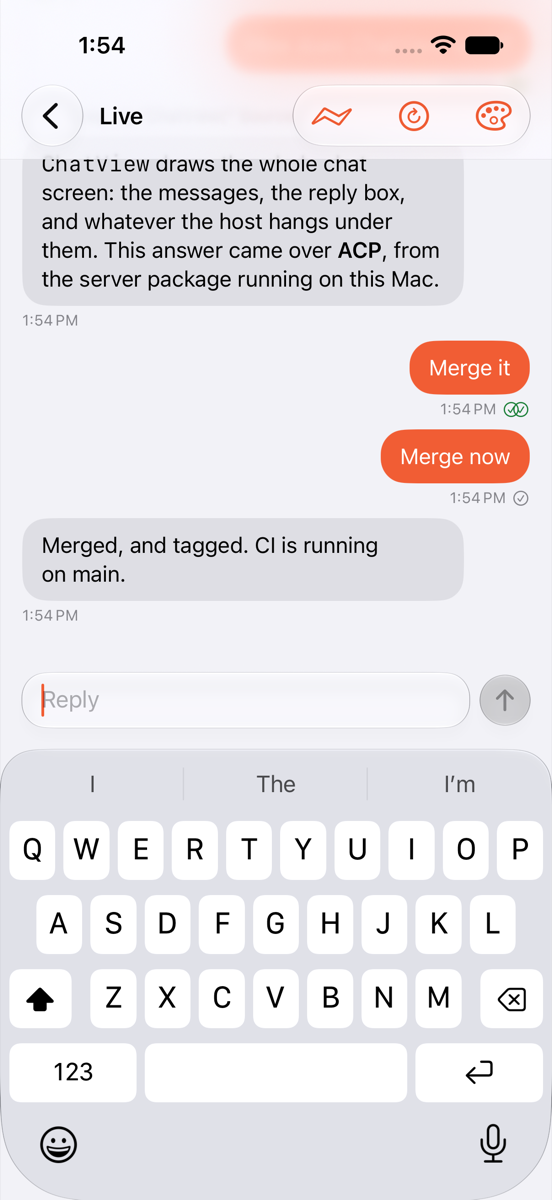 1:54
Live
ChatView draws the whole chat
screen: the messages, the reply box,
and whatever the host hangs under
them. This answer came over ACP, from
the server package running on this Mac.
1:54 PM
Merge it
1:54 PM
Merge now
1:54 PM
Merged, and tagged. CI is running
on main.
1:54 PM
Reply
I The I’m
Q W E R T Y U I O P
A S D F G H J K L
Z X C V B N M
123